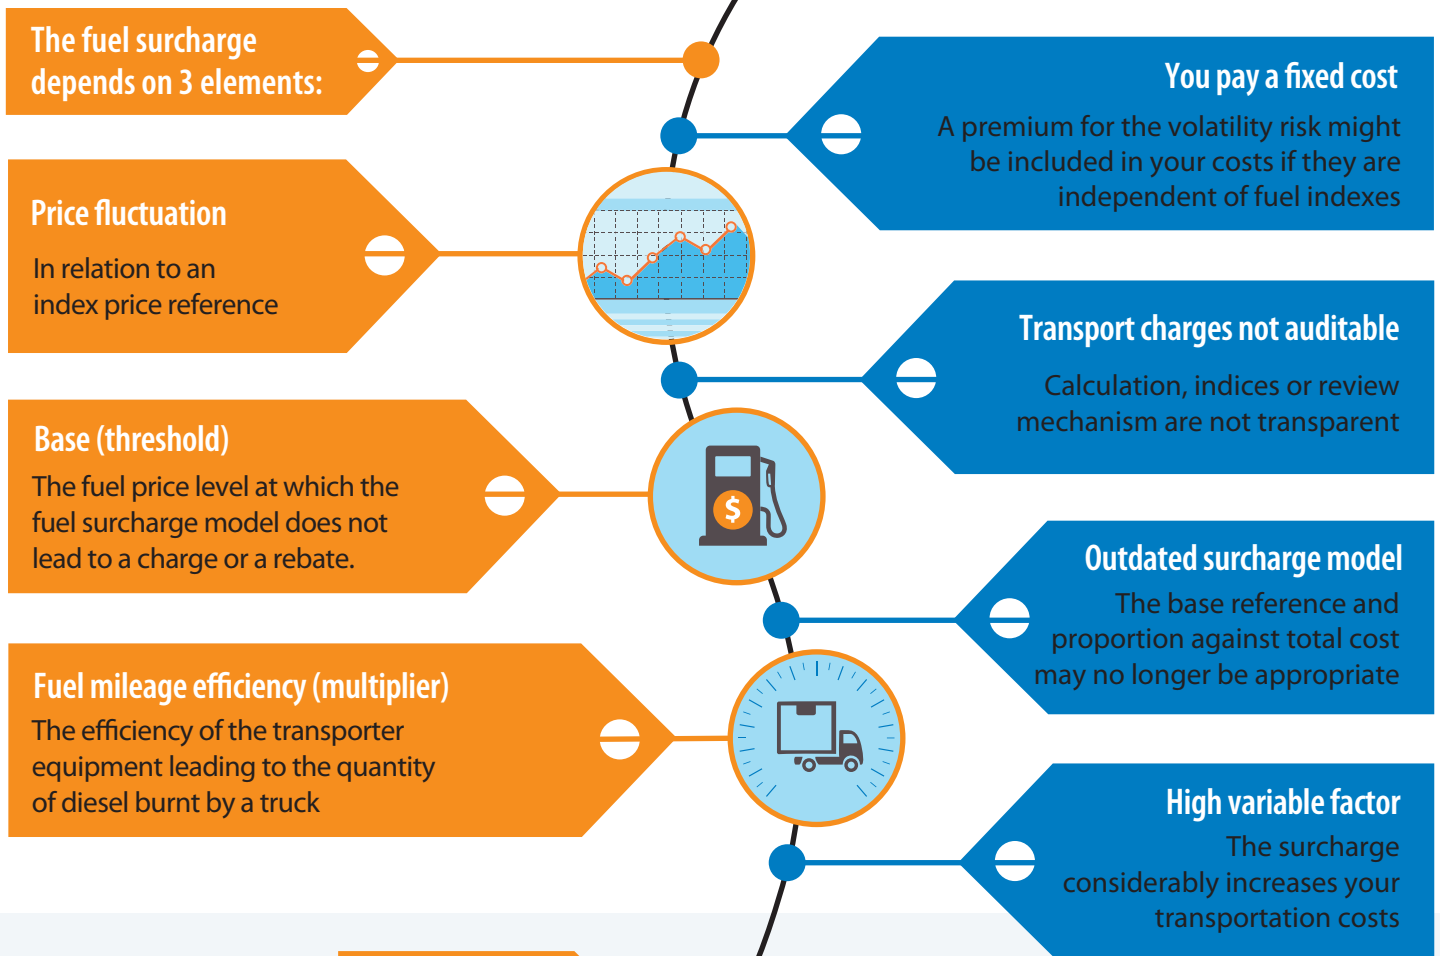 The fuel surcharge
depends on 3 elements:
You pay a fixed cost
A premium for the volatility risk might
be included in your costs if they are
independent of fuel indexes
Price fluctuation
In relation to an
index price reference
Transport charges not auditable
Calculation, indices or review
mechanism are not transparent
Base (threshold)
The fuel price level at which the
fuel surcharge model does not
lead to a charge or a rebate.
$
Outdated surcharge model
The base reference and
proportion against total cost
may no longer be appropriate
Fuel mileage efficiency (multiplier)
The efficiency of the transporter
equipment leading to the quantity
of diesel burnt by a truck
High variable factor
The surcharge
considerably increases your
transportation costs